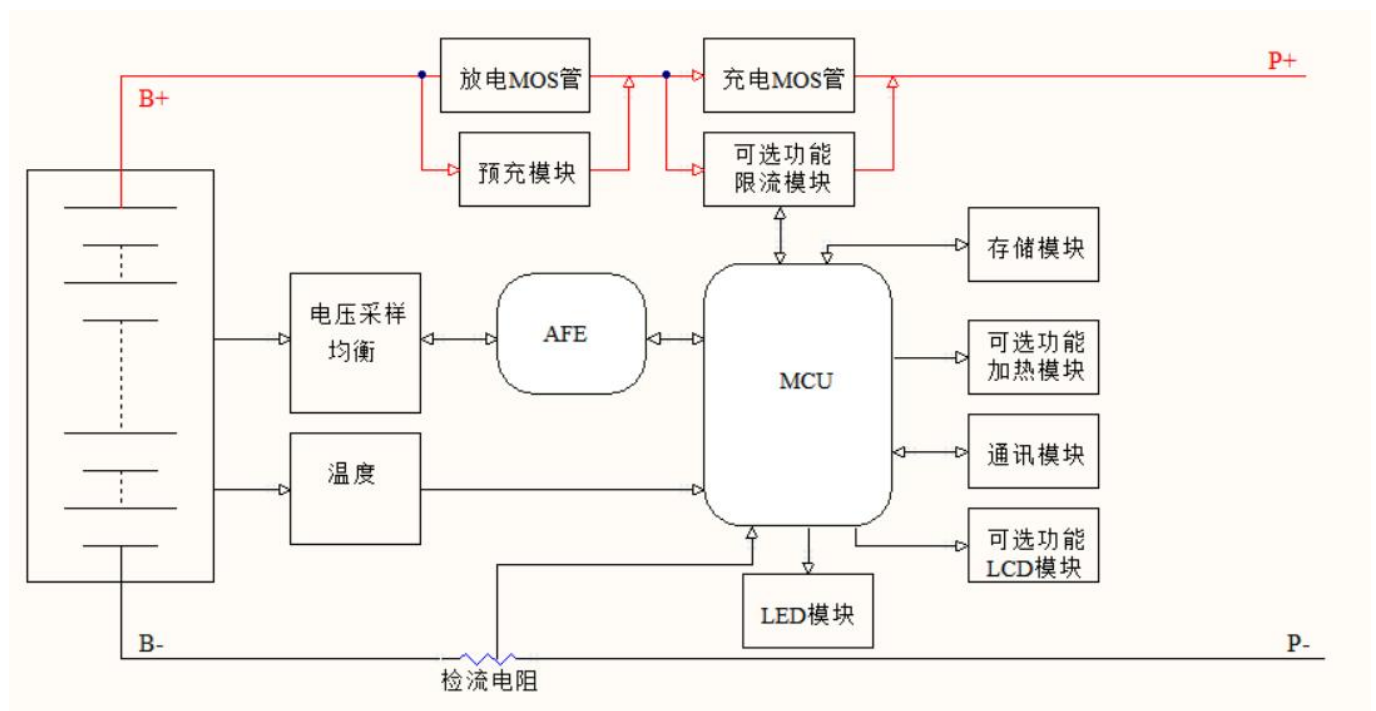 放电MOS管
充电MOS管
P+
B+
预充模块
可选功能
限流模块
存储模块
电压采样
均衡
AFE
MCU
可选功能
加热模块
温度
通讯模块
可选功能
LCD模块
LED模块
B-
P-
检流电阻